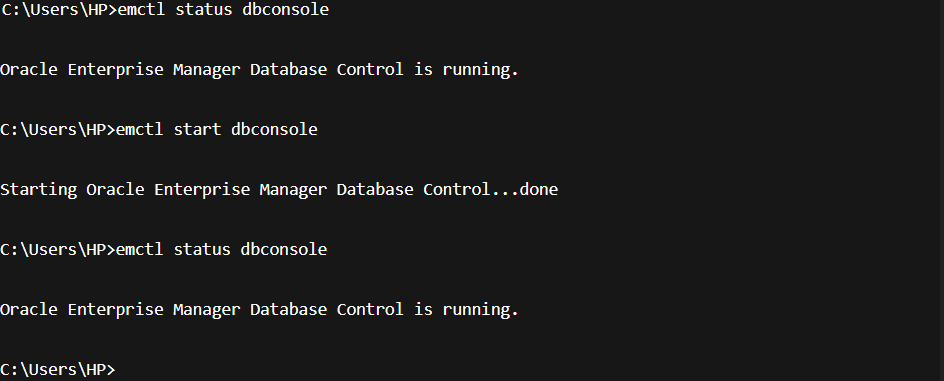 C:\Users\HP>emctl status dbconsole
Oracle Enterprise Manager Database Control is running.
C:\Users\HP>emctl start dbconsole
Starting Oracle Enterprise Manager Database Control...done
C:\Users\HP>emctl status dbconsole
Oracle Enterprise Manager Database Control is running.
C:\Users\HP>